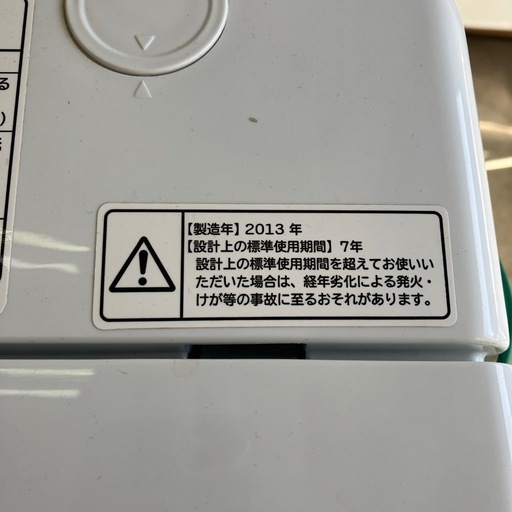 る
)
【製造年】2013 年
【設計上の標準使用期間】7年
設計上の標準使用期間を超えてお使いい
ただいた場合は、経年劣化による発火・
けが等の事故に至るおそれがあります。